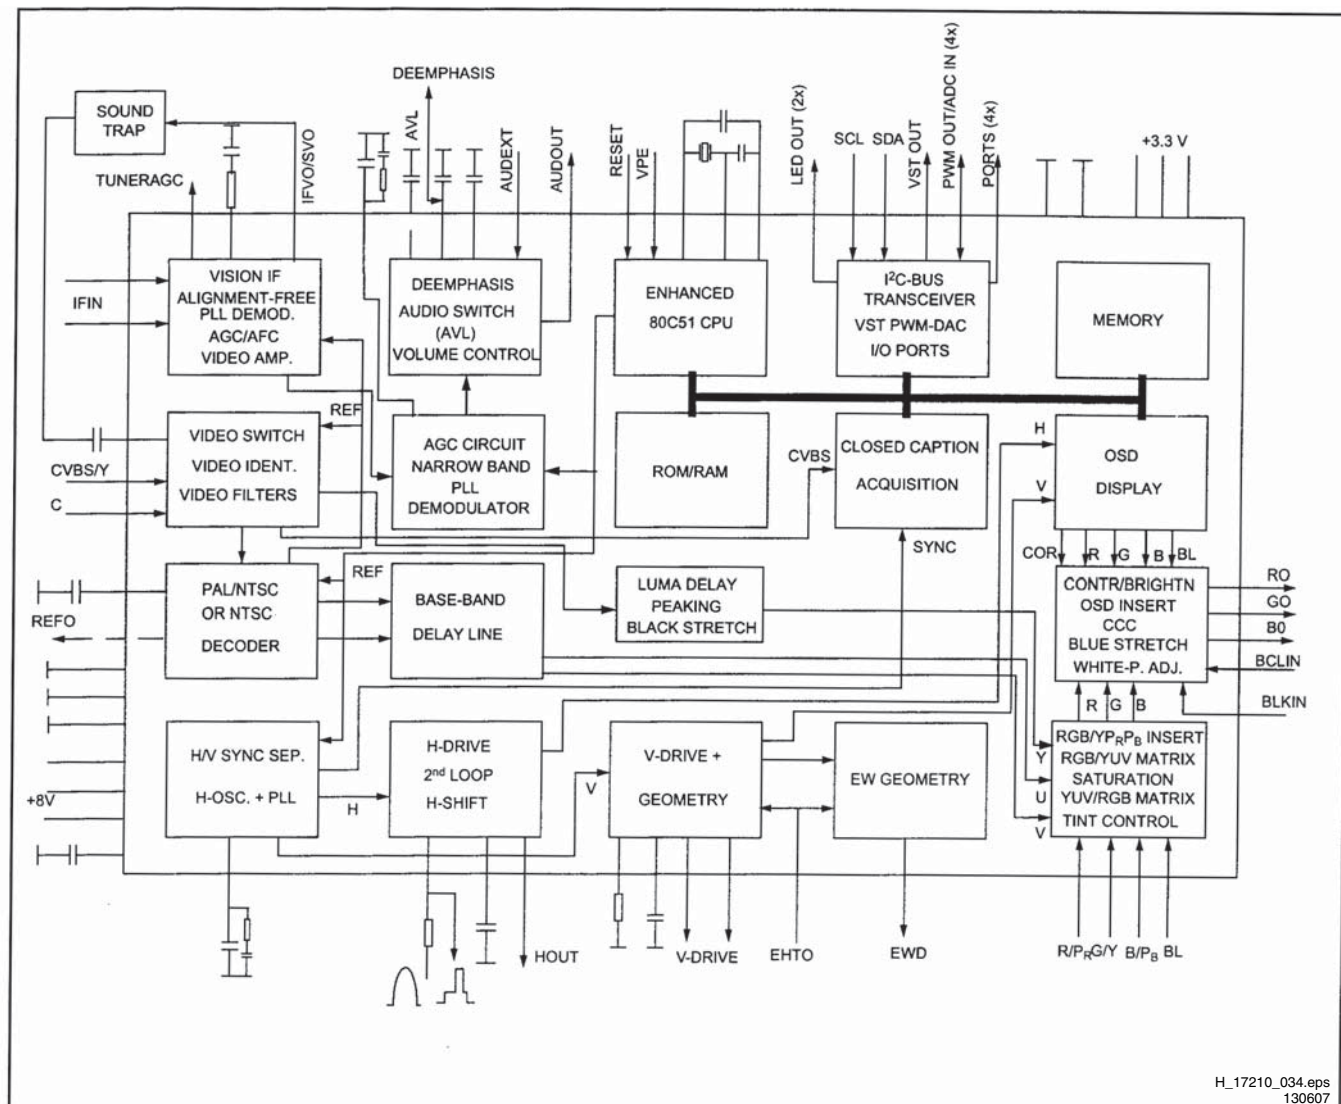 DEEMPHASIS
SOUND
TRAP
TUNERAGC
IFVO/SVO
AVL
AUDEXT
AUDOUT
RESET
VPE
LED OUT (2x)
SCL
SDA
VST OUT
PWM OUT/ADC IN (4x)
PORTS (4x)
+3.3 V
IFIN
VISION IF
ALIGNMENT-FREE
PLL DEMOD.
AGC/AFC
VIDEO AMP.
DEEMPHASIS
AUDIO SWITCH
(AVL)
VOLUME CONTROL
ENHANCED
80C51 CPU
I²C-BUS
TRANSCEIVER
VST PWM-DAC
I/O PORTS
MEMORY
REF
CVBS/Y
C
VIDEO SWITCH
VIDEO IDENT.
VIDEO FILTERS
AGC CIRCUIT
NARROW BAND
PLL
DEMODULATOR
ROM/RAM
CVBS
CLOSED CAPTION
ACQUISITION
SYNC
H
V
OSD
DISPLAY
COR
R
G
B
BL
REFO
PAL/NTSC
OR NTSC
DECODER
REF
BASE-BAND
DELAY LINE
LUMA DELAY
PEAKING
BLACK STRETCH
CONTR/BRIGHTN
OSD INSERT
CCC
BLUE STRETCH
WHITE-P. ADJ.
RO
GO
B0
BCLIN
BLKIN
R
G
B
+8V
H/V SYNC SEP.
H-OSC. + PLL
H
H-DRIVE
2nd LOOP
H-SHIFT
V
V-DRIVE +
GEOMETRY
EW GEOMETRY
Y
U
V
RGB/YPRPB INSERT
RGB/YUV MATRIX
SATURATION
YUV/RGB MATRIX
TINT CONTROL
HOUT
V-DRIVE
EHTO
EWD
R/PR
G/Y
B/PB
BL
H_17210_034.eps
130607